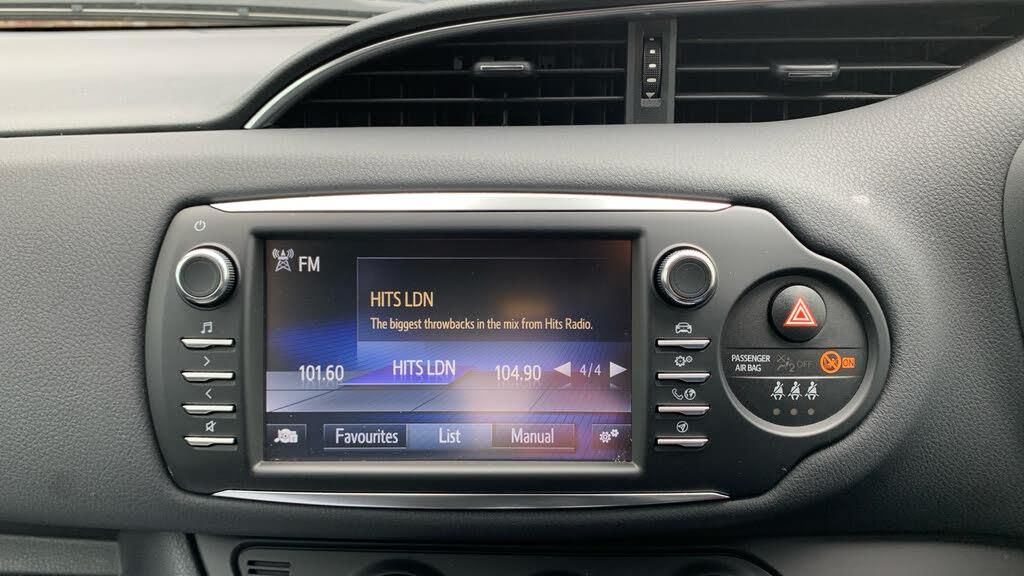 FM
HITS LDN
The biggest throwbacks in the mix from Hits Radio.
101.60 HITS LDN 104.90 4/4
Favourites List Manual
PASSENGER
AIR BAG
2 OFF
ON